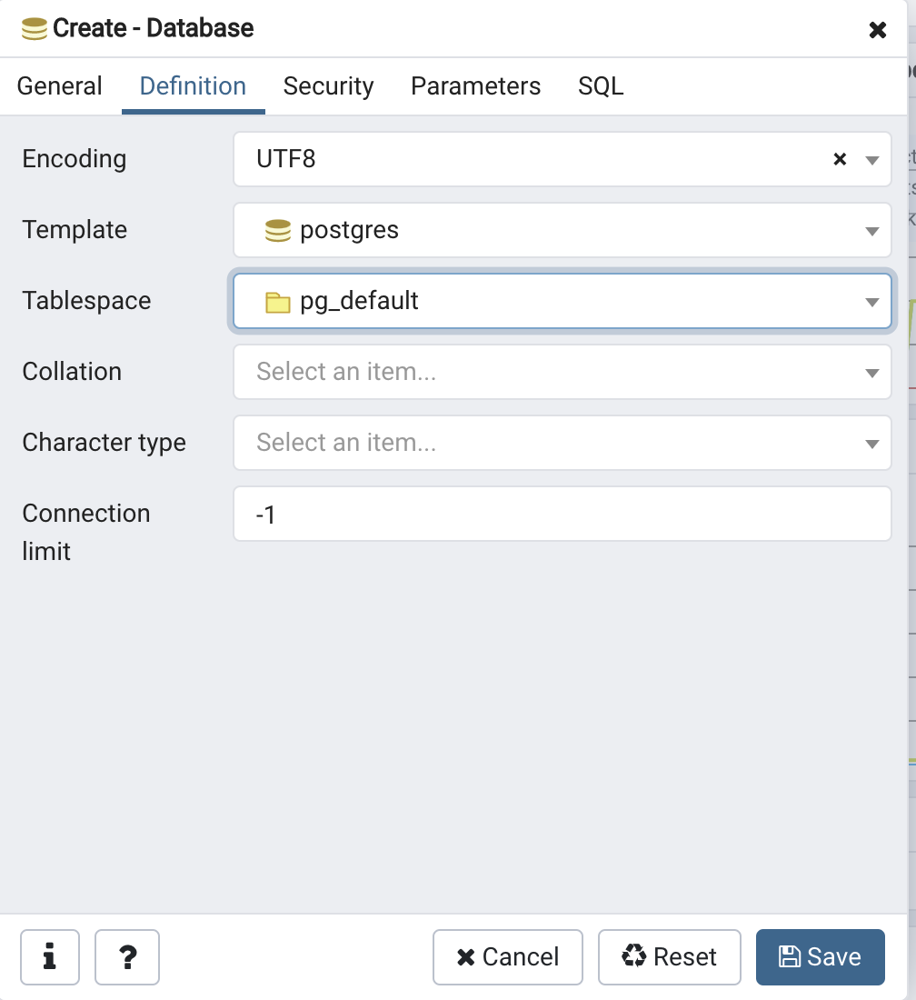 Create - Database
General Definition Security Parameters SQL
Encoding UTF8
Template postgres
Tablespace pg_default
Collation Select an item...
Character type Select an item...
Connection
limit
-1
Cancel Reset Save